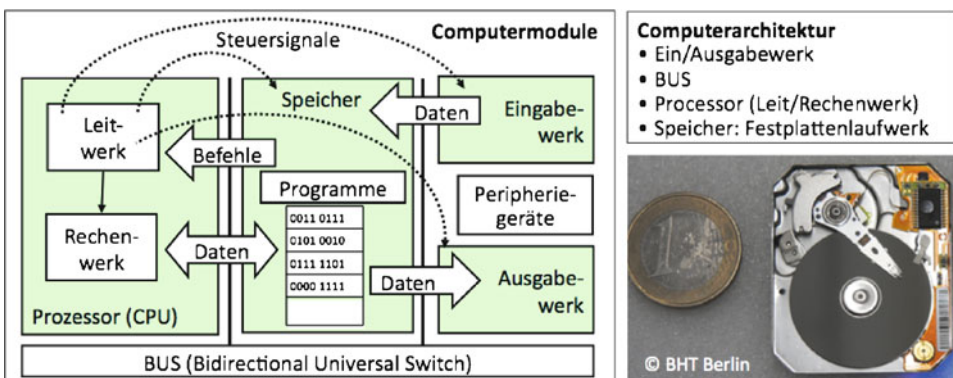 Steuersignale
Computermodule
Leit-
werk
Speicher
Daten
Eingabe-
werk
Befehle
Programme
Peripherie-
geräte
Rechen-
werk
Daten
0011 0111
0101 0010
0111 1101
0000 1111
Daten
Ausgabe-
werk
Prozessor (CPU)
BUS (Bidirectional Universal Switch)
Computerarchitektur
• Ein/Ausgabewerk
• BUS
• Processor (Leit/Rechenwerk)
• Speicher: Festplattenlaufwerk
© BHT Berlin